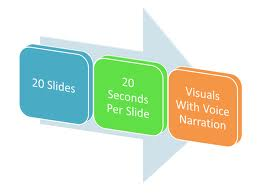 20 Slides
20
Seconds
Per Slide
Visuals
With Voice
Narration